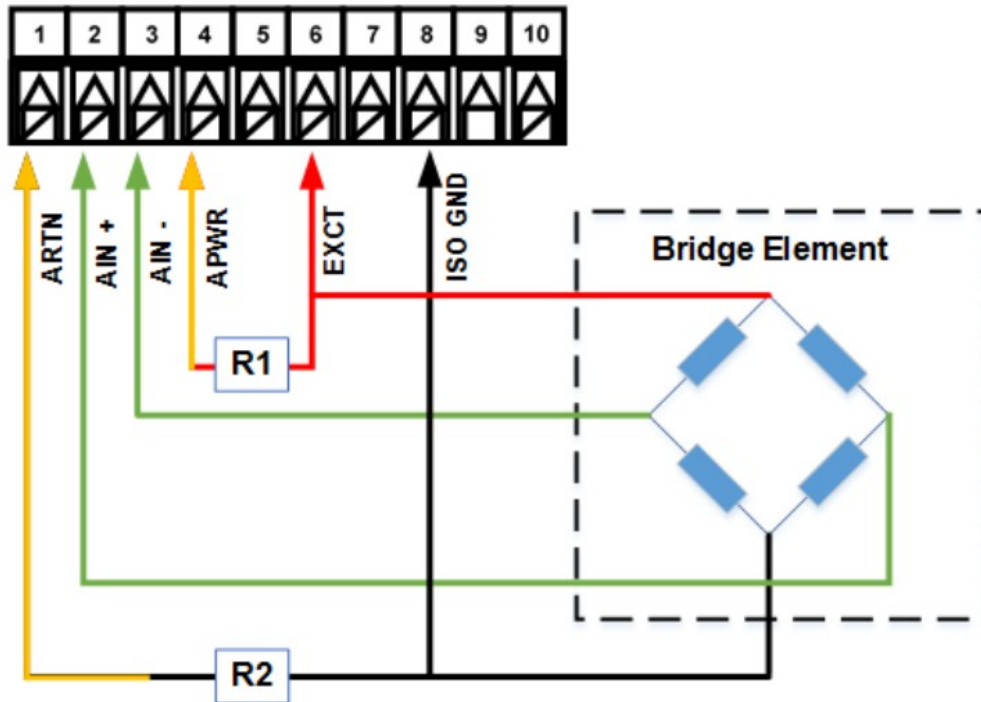 1 2 3 4 5 6 7 8 9 10
ARTN
AIN +
AIN -
APWR
EXCT
ISO GND
Bridge Element
R1
R2